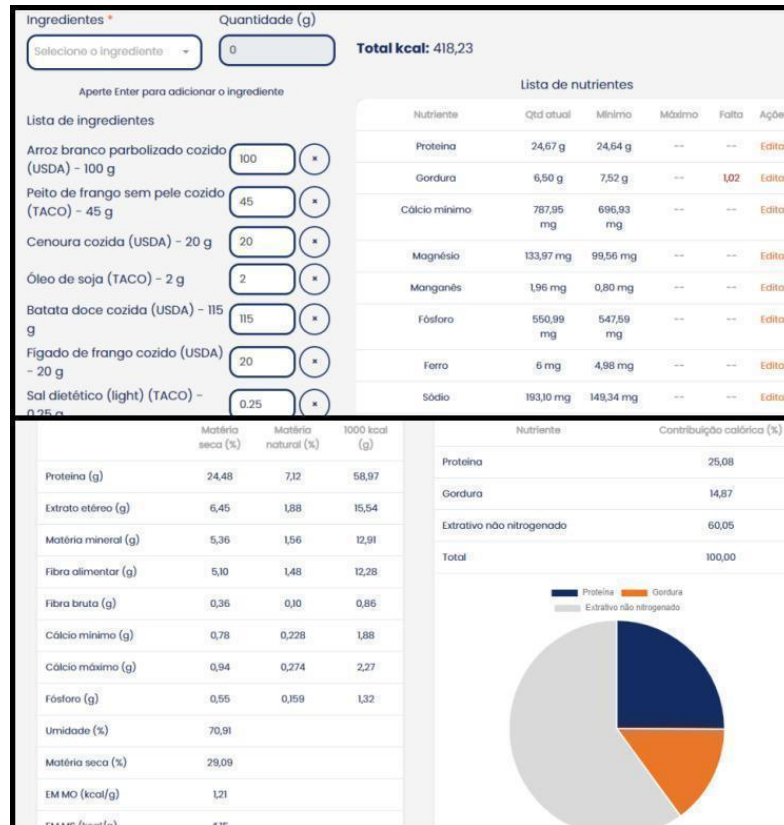 Ingredientes *
Quantidade (g)
Selecione o ingrediente
0
Total kcal: 418,23
Aperte Enter para adicionar o ingrediente
Lista de ingredientes
Arroz branco parbolizado cozido
(USDA) - 100 g
100
×
Peito de frango sem pele cozido
(TACO) - 45 g
45
×
Cenoura cozida (USDA) - 20 g
20
×
Óleo de soja (TACO) - 2 g
2
×
Batata doce cozida (USDA) - 115
g
115
×
Fígado de frango cozido (USDA)
- 20 g
20
×
Sal dietético (light) (TACO) -
0.25 g
0.25
×
Lista de nutrientes
Nutriente Qtd atual Mínimo Máximo Falta Açõe
Proteína 24,67 g 24,64 g -- -- Edita
Gordura 6,50 g 7,52 g -- 1,02 Edita
Cálcio mínimo 787,95 mg 696,93 mg -- -- Edita
Magnésio 133,97 mg 99,56 mg -- -- Edita
Manganês 1,96 mg 0,80 mg -- -- Edita
Fósforo 550,99 mg 547,59 mg -- -- Edita
Ferro 6 mg 4,98 mg -- -- Edita
Sódio 193,10 mg 149,34 mg -- -- Edita
Matéria seca (%) Matéria natural (%) 1000 kcal (g)
Proteína (g) 24,48 7,12 58,97
Extrato etéreo (g) 6,45 1,88 15,54
Matéria mineral (g) 5,36 1,56 12,91
Fibra alimentar (g) 5,10 1,48 12,28
Fibra bruta (g) 0,36 0,10 0,86
Cálcio mínimo (g) 0,78 0,228 1,88
Cálcio máximo (g) 0,94 0,274 2,27
Fósforo (g) 0,55 0,159 1,32
Umidade (%) 70,91
Matéria seca (%) 29,09
EM MO (kcal/g) 1,21
EM MS (kcal/g) 4,15
Nutriente Contribuição calórica (%)
Proteína 25,08
Gordura 14,87
Extrativo não nitrogenado 60,05
Total 100,00
Proteína Gordura
Extrativo não nitrogenado